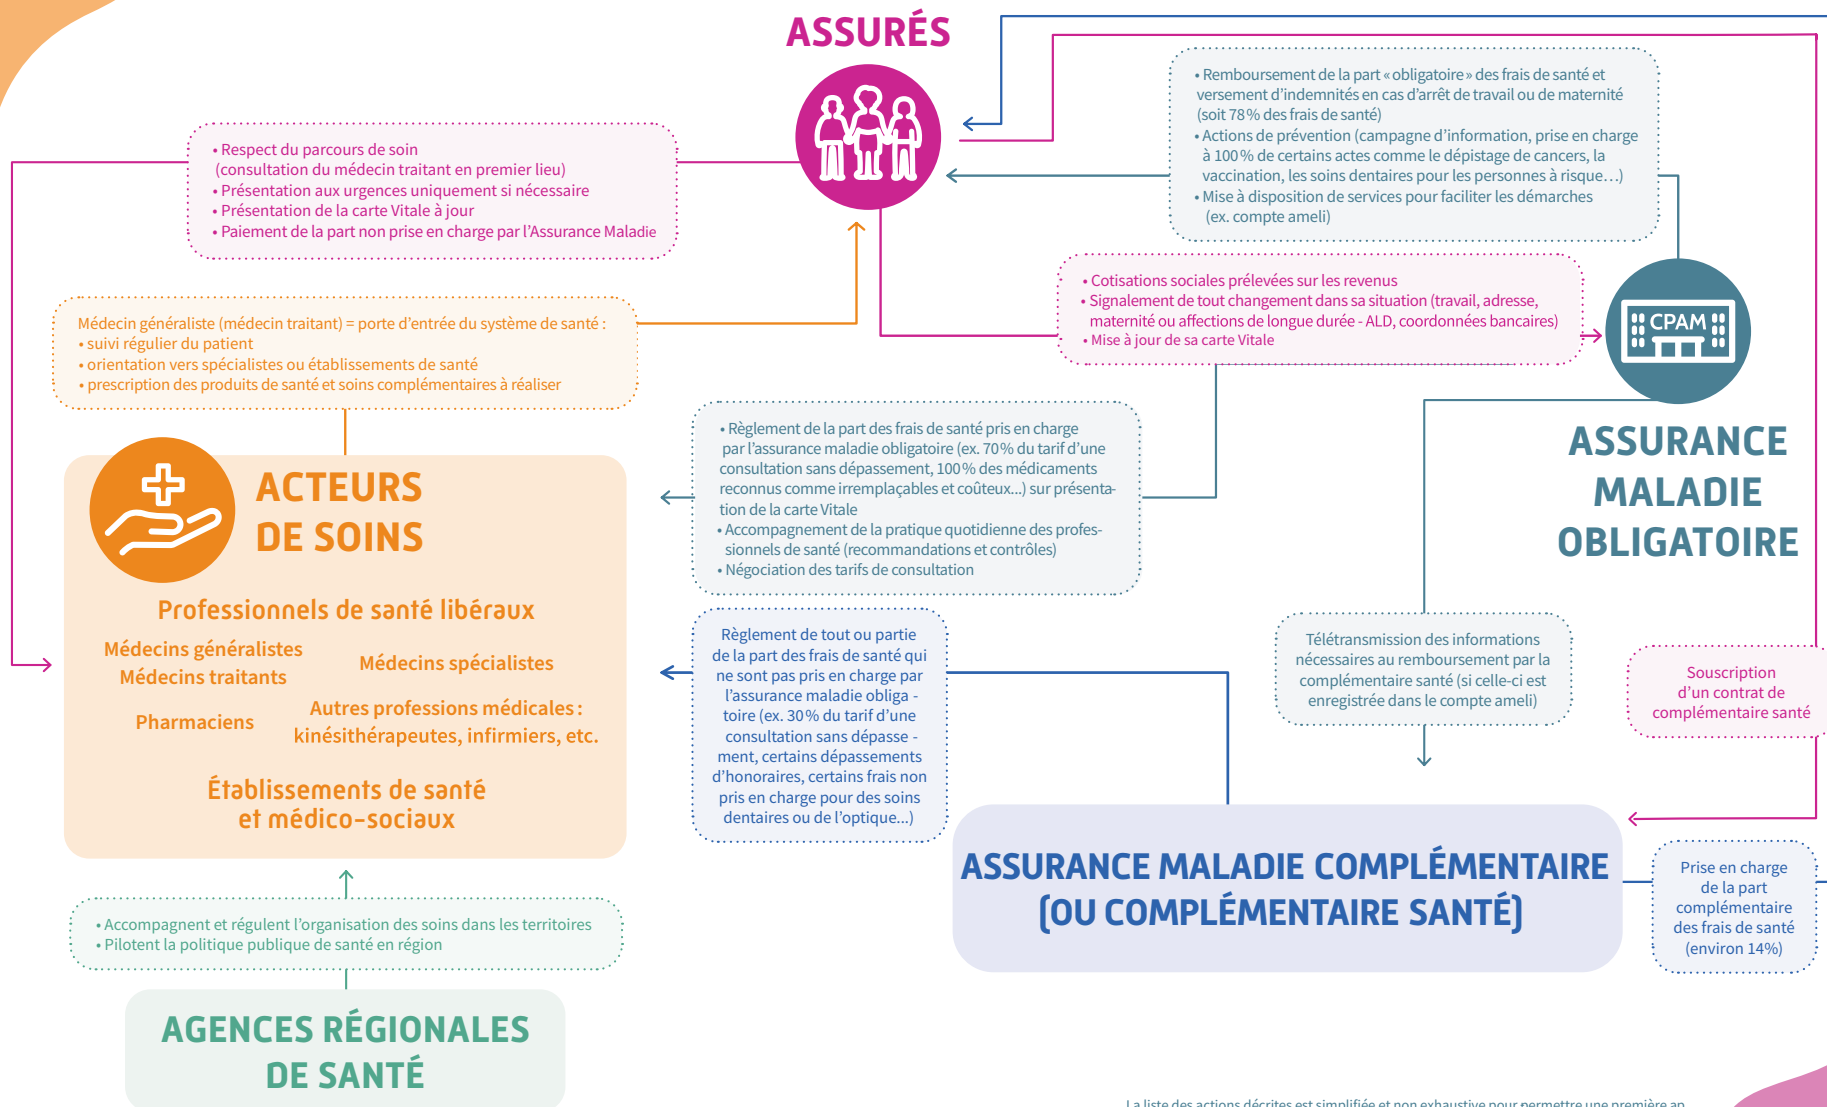 ASSURÉS
• Remboursement de la part « obligatoire » des frais de santé et
versement d’indemnités en cas d’arrêt de travail ou de maternité
(soit 78 % des frais de santé)
• Actions de prévention (campagne d’information, prise en charge
à 100 % de certains actes comme le dépistage de cancers, la
vaccination, les soins dentaires pour les personnes à risque…)
• Mise à disposition de services pour faciliter les démarches
(ex. compte ameli)
• Respect du parcours de soin
(consultation du médecin traitant en premier lieu)
• Présentation aux urgences uniquement si nécessaire
• Présentation de la carte Vitale à jour
• Paiement de la part non prise en charge par l’Assurance Maladie
• Cotisations sociales prélevées sur les revenus
• Signalement de tout changement dans sa situation (travail, adresse,
maternité ou affections de longue durée - ALD, coordonnées bancaires)
• Mise à jour de sa carte Vitale
CPAM
ASSURANCE
MALADIE
OBLIGATOIRE
Médecin généraliste (médecin traitant) = porte d’entrée du système de santé :
• suivi régulier du patient
• orientation vers spécialistes ou établissements de santé
• prescription des produits de santé et soins complémentaires à réaliser
• Règlement de la part des frais de santé pris en charge
par l’assurance maladie obligatoire (ex. 70 % du tarif d’une
consultation sans dépassement, 100 % des médicaments
reconnus comme irremplaçables et coûteux...) sur présenta-
tion de la carte Vitale
• Accompagnement de la pratique quotidienne des profes-
sionnels de santé (recommandations et contrôles)
• Négociation des tarifs de consultation
ACTEURS
DE SOINS
Professionnels de santé libéraux
Médecins généralistes
Médecins traitants
Médecins spécialistes
Pharmaciens
Autres professions médicales :
kinésithérapeutes, infirmiers, etc.
Établissements de santé
et médico-sociaux
Règlement de tout ou partie
de la part des frais de santé qui
ne sont pas pris en charge par
l’assurance maladie obliga -
toire (ex. 30 % du tarif d’une
consultation sans dépasse -
ment, certains dépassements
d’honoraires, certains frais non
pris en charge pour des soins
dentaires ou de l’optique...)
Télétransmission des informations
nécessaires au remboursement par la
complémentaire santé (si celle-ci est
enregistrée dans le compte ameli)
Souscription
d’un contrat de
complémentaire santé
ASSURANCE MALADIE COMPLÉMENTAIRE
(OU COMPLÉMENTAIRE SANTÉ)
Prise en charge
de la part
complémentaire
des frais de santé
(environ 14%)
• Accompagnent et régulent l’organisation des soins dans les territoires
• Pilotent la politique publique de santé en région
AGENCES RÉGIONALES
DE SANTÉ
La liste des actions décrites est simplifiée et non exhaustive pour permettre une première ap